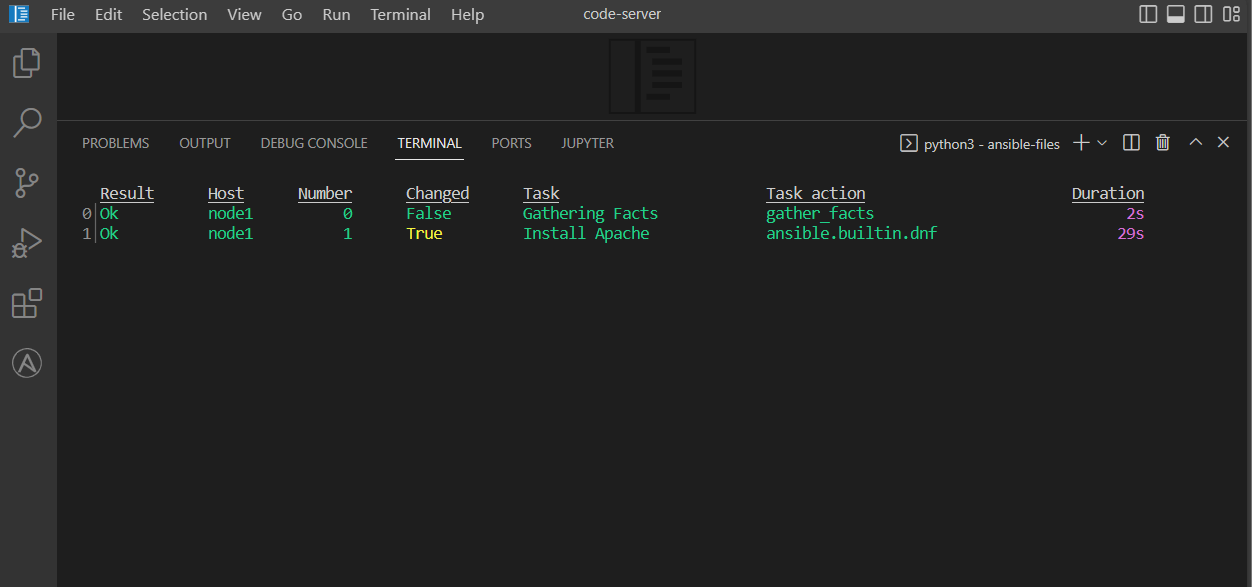 File Edit Selection View Go Run Terminal Help code-server
PROBLEMS OUTPUT DEBUG CONSOLE TERMINAL PORTS JUPYTER python3 - ansible-files
Result Host Number Changed Task Task action Duration
0 Ok node1 0 False Gathering Facts gather_facts 2s
1 Ok node1 1 True Install Apache ansible.builtin.dnf 29s